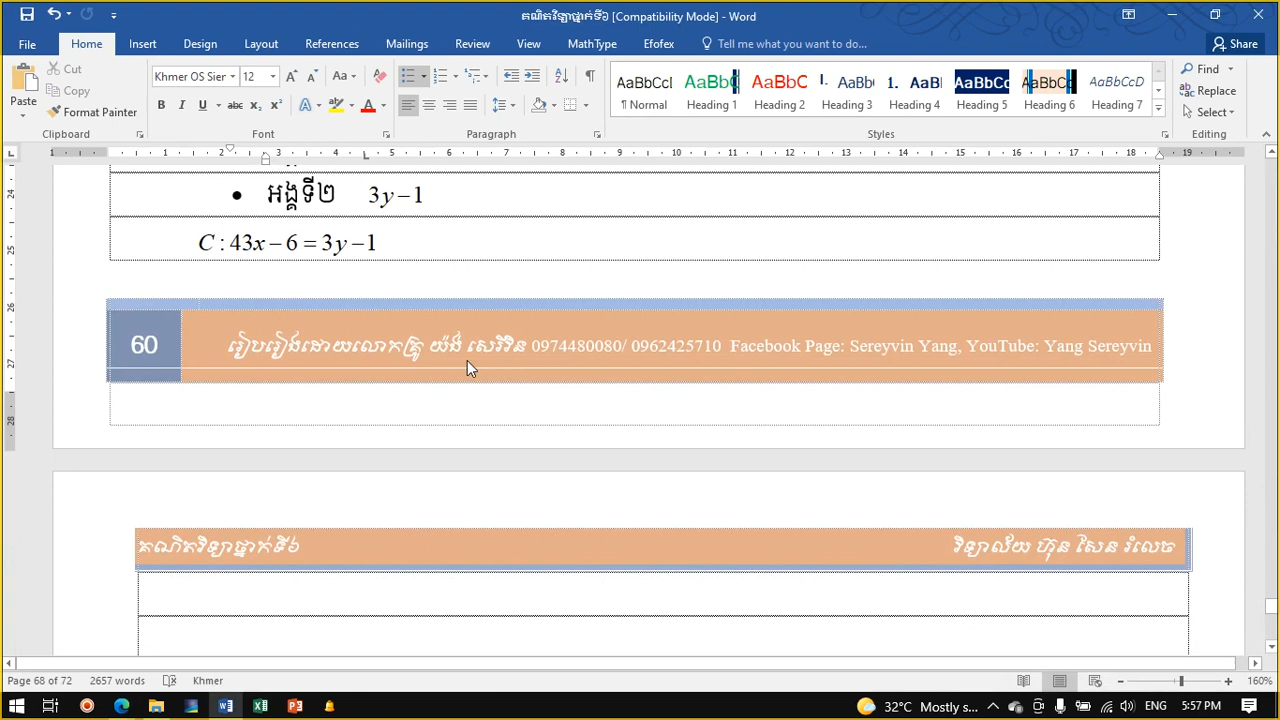 គណិតវិទ្យាថ្នាក់ទី៦ [Compatibility Mode] - Word
File Home Insert Design Layout References Mailings Review View MathType Efofex Tell me what you want to do... Share
Paste Cut Copy Format Painter
Khmer OS Sier 12
AaBbCcI AaBbC AaBbC I. AaBb 1. AaB AaBbCc AaBbCc AaBbCcD
¶ Normal Heading 1 Heading 2 Heading 3 Heading 4 Heading 5 Heading 6 Heading 7
Find Replace Select
Clipboard Font Paragraph Styles Editing
• អង្គទី២ 3y−1
C : 43x − 6 = 3y − 1
60 រៀបរៀងដោយលោកគ្រូ យ៉ង់ សេរីវិន 0974480080/ 0962425710 Facebook Page: Sereyvin Yang, YouTube: Yang Sereyvin
គណិតវិទ្យាថ្នាក់ទី៦ វិទ្យាល័យ ហ៊ុន សែន រំលេច
Page 68 of 72 2657 words Khmer 160%
32°C Mostly s... ENG 5:57 PM